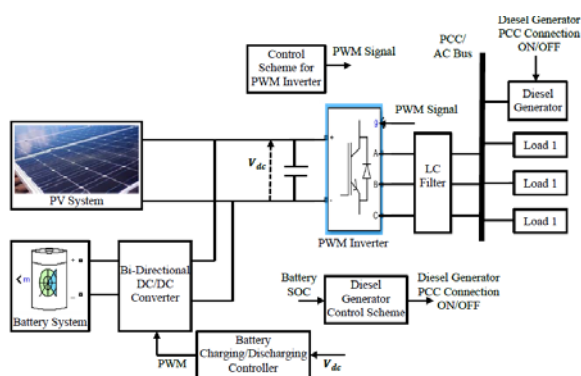 Diesel Generator
PCC Connection
ON/OFF
PCC/
AC Bus
Control
Scheme for
PWM Inverter
PWM Signal
Diesel
Generator
PWM Signal
g
+
A
B
C
-
Vdc
LC
Filter
Load 1
Load 1
Load 1
PV System
PWM Inverter
Bi-Directional
DC/DC
Converter
<m
+
_
Battery System
Battery
SOC
Diesel
Generator
Control Scheme
Diesel Generator
PCC Connection
ON/OFF
PWM
Battery
Charging/Discharging
Controller
Vdc